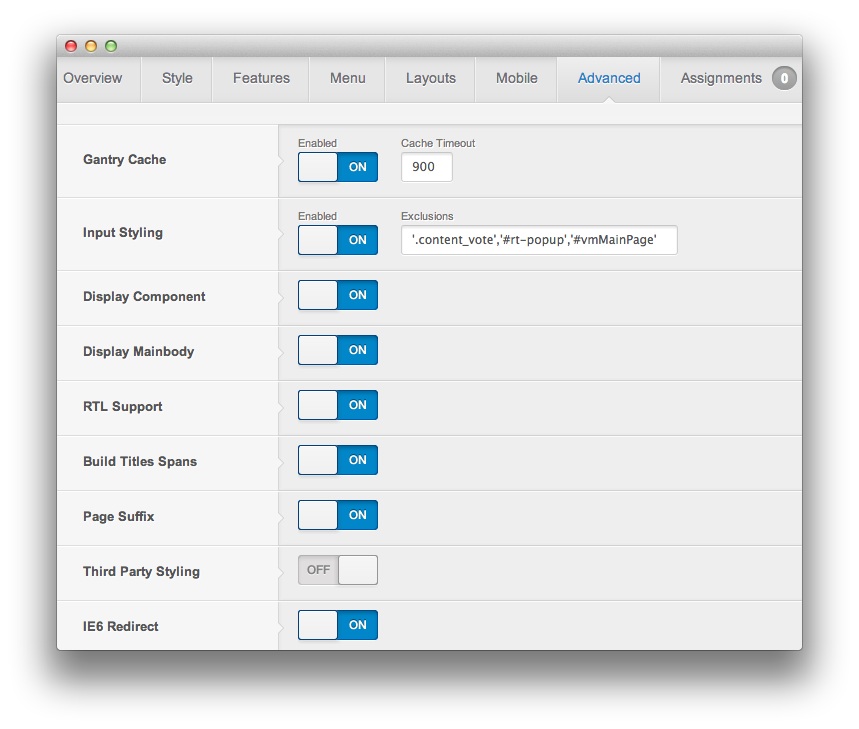 Overview Style Features Menu Layouts Mobile Advanced Assignments 0
Enabled Cache Timeout
Gantry Cache ON 900
Enabled Exclusions
Input Styling ON '.content_vote','#rt-popup','#vmMainPage'
Display Component ON
Display Mainbody ON
RTL Support ON
Build Titles Spans ON
Page Suffix ON
Third Party Styling OFF
IE6 Redirect ON